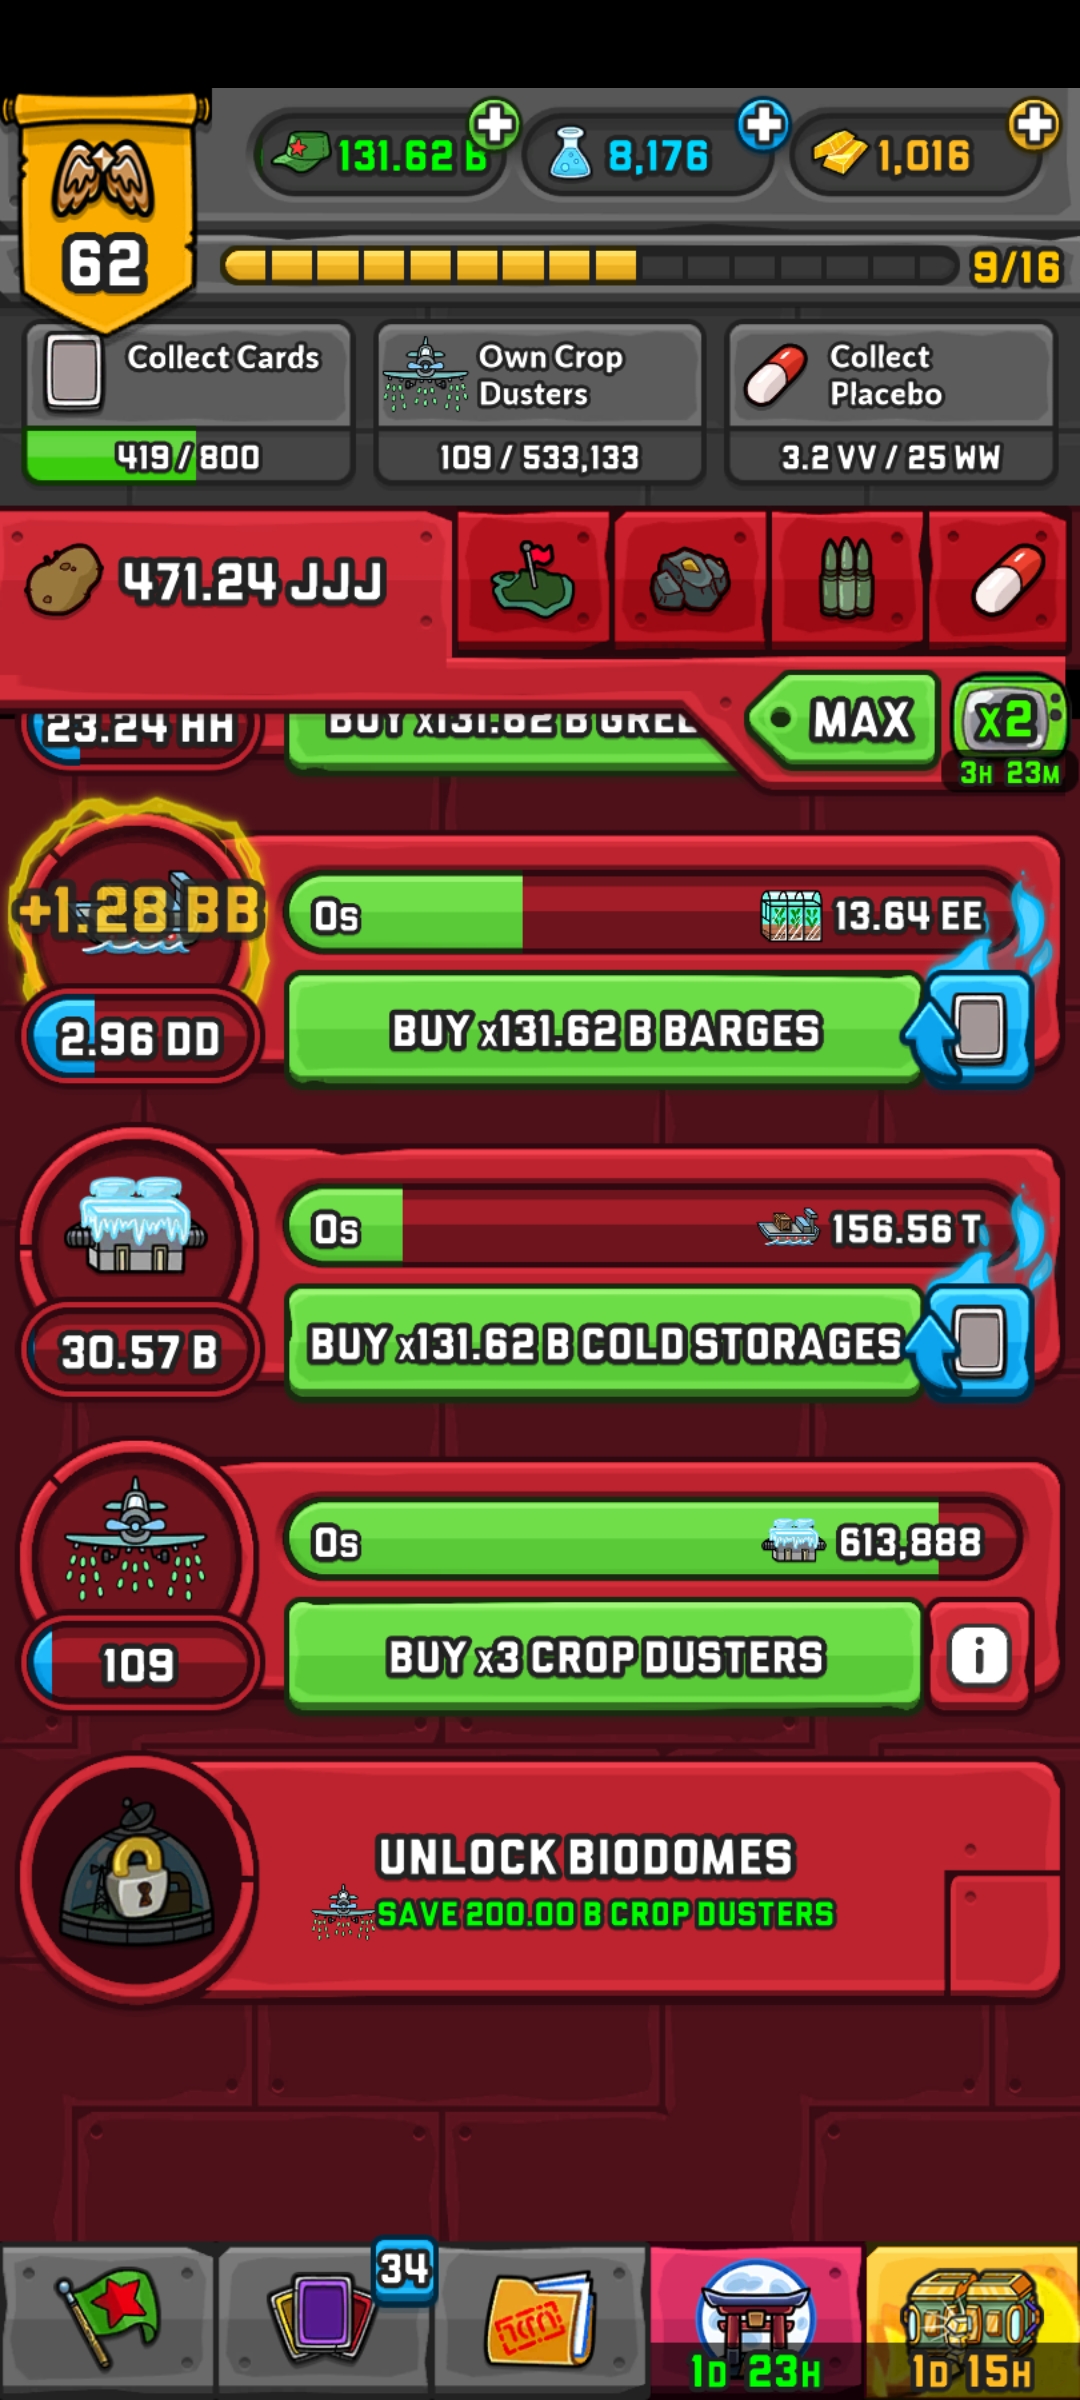 131.62 B
8,176
1,016
62
9/16
Collect Cards
419/800
Own Crop
Dusters
109/533,133
Collect
Placebo
3.2 VV/25 WW
471.24 JJJ
MAX
x2
3H 23M
23.24 HH
BUY x131.62 B GREE
+1.28 BB
0s
13.64 EE
2.96 DD
BUY x131.62 B BARGES
0s
156.56 T
30.57 B
BUY x131.62 B COLD STORAGES
0s
613,888
109
BUY x3 CROP DUSTERS
i
UNLOCK BIODOMES
SAVE 200.00 B CROP DUSTERS
34
1D 23H
1D 15H